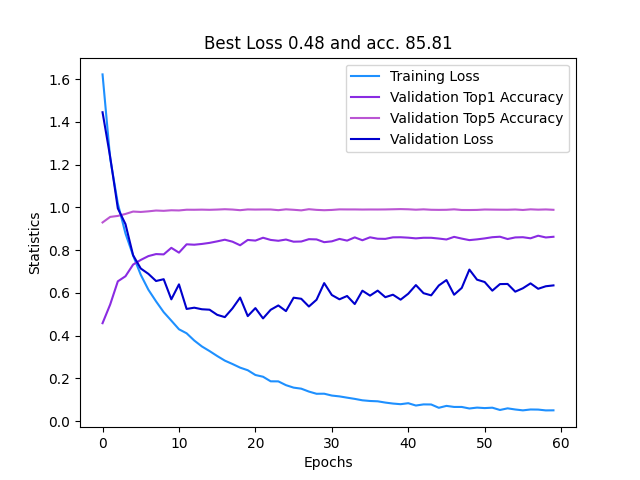 Best Loss 0.48 and acc. 85.81
Training Loss
Validation Top1 Accuracy
Validation Top5 Accuracy
Validation Loss
Statistics
1.6
1.4
1.2
1.0
0.8
0.6
0.4
0.2
0.0
0 10 20 30 40 50 60
Epochs